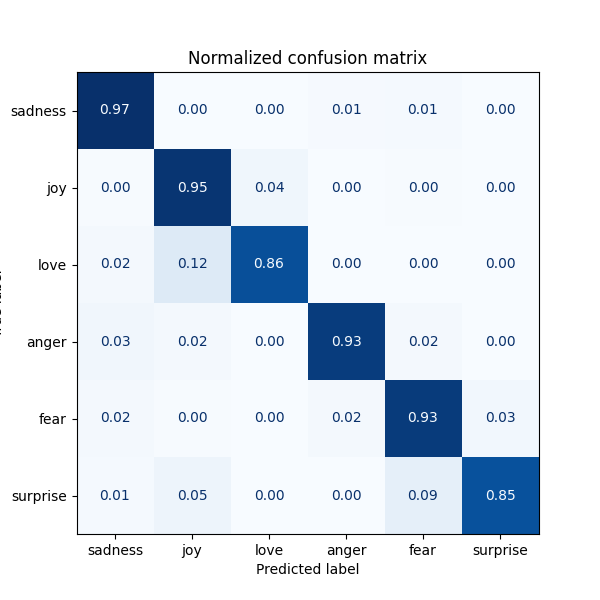 Normalized confusion matrix
sadness 0.97 0.00 0.00 0.01 0.01 0.00
joy 0.00 0.95 0.04 0.00 0.00 0.00
love 0.02 0.12 0.86 0.00 0.00 0.00
anger 0.03 0.02 0.00 0.93 0.02 0.00
fear 0.02 0.00 0.00 0.02 0.93 0.03
surprise 0.01 0.05 0.00 0.00 0.09 0.85
sadness joy love anger fear surprise
Predicted label